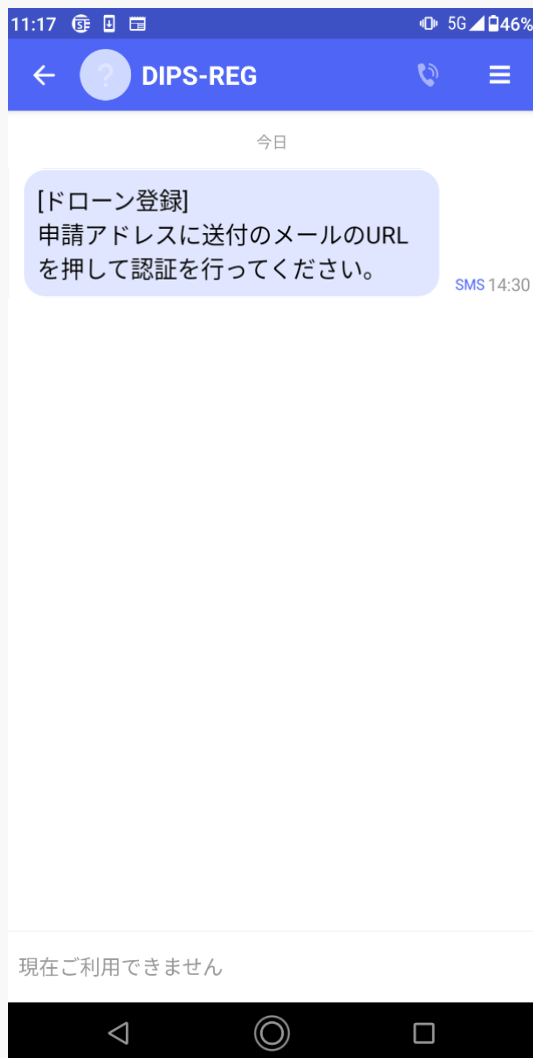 11:17 5G 46%
DIPS-REG
今日
[ドローン登録]
申請アドレスに送付のメールのURL
を押して認証を行ってください。
SMS 14:30
現在ご利用できません